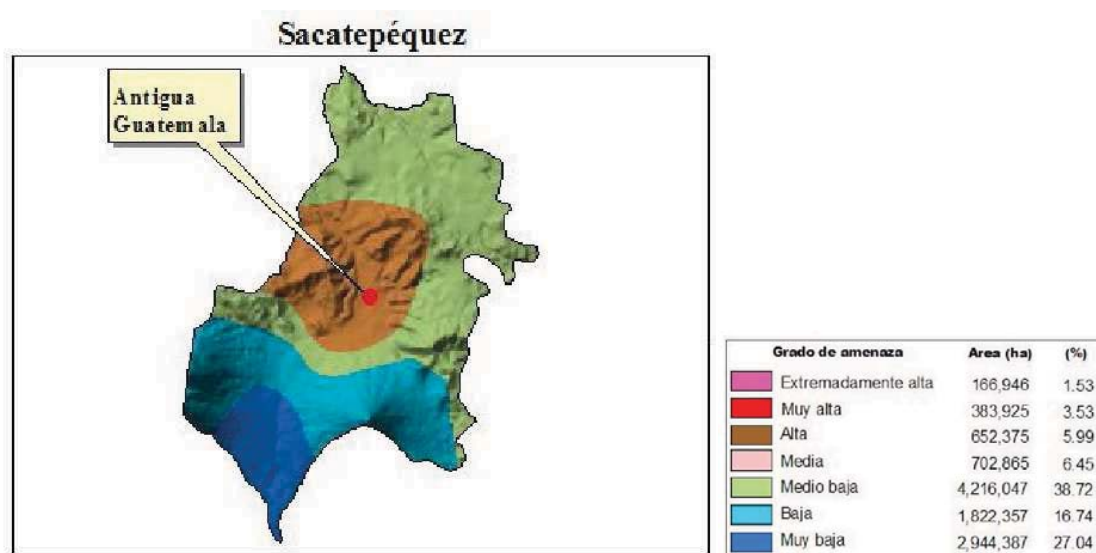 Sacatepéquez
Antigua
Guatemala
Grado de amenaza Area (ha) (%)
Extremadamente alta 166,946 1.53
Muy alta 383,925 3.53
Alta 652,375 5.99
Media 702,865 6.45
Medio baja 4,216,047 38.72
Baja 1,822,357 16.74
Muy baja 2,944,387 27.04